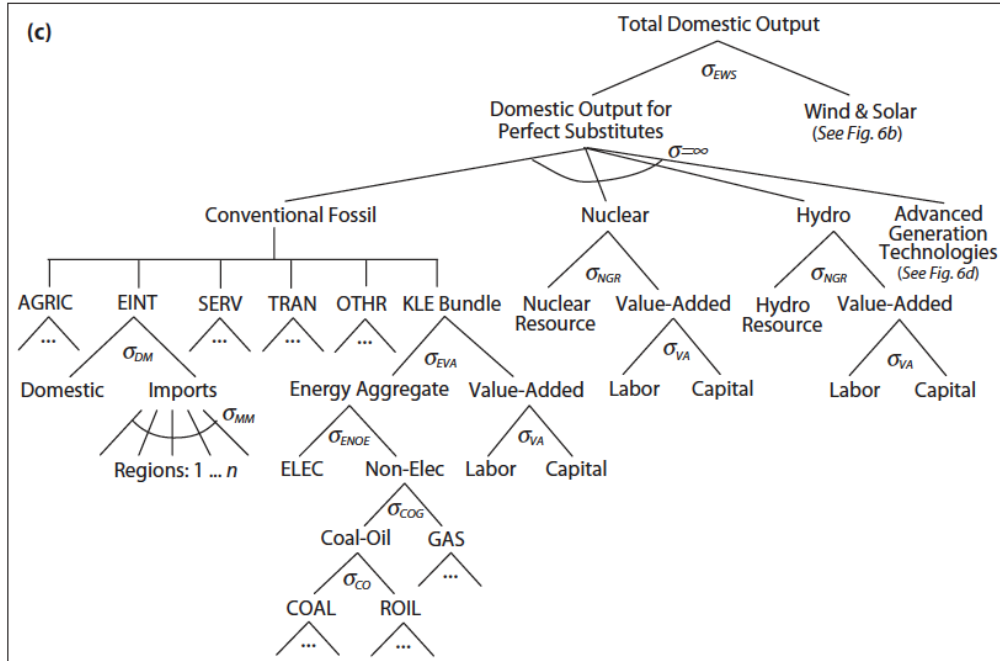 (c)
Total Domestic Output
σEWS
Domestic Output for
Perfect Substitutes
Wind & Solar
(See Fig. 6b)
σ=∞
Conventional Fossil
Nuclear
Hydro
Advanced
Generation
Technologies
(See Fig. 6d)
σNGR
σNGR
AGRIC
EINT
SERV
TRAN
OTHR
KLE Bundle
Nuclear
Resource
Value-Added
Hydro
Resource
Value-Added
...
...
...
...
σDM
σEVA
σVA
σVA
Domestic
Imports
Energy Aggregate
Value-Added
Labor
Capital
Labor
Capital
σMM
σENOE
σVA
Regions: 1 ... n
ELEC
Non-Elec
Labor
Capital
σCOG
Coal-Oil
GAS
σCO
...
COAL
ROIL
...
...